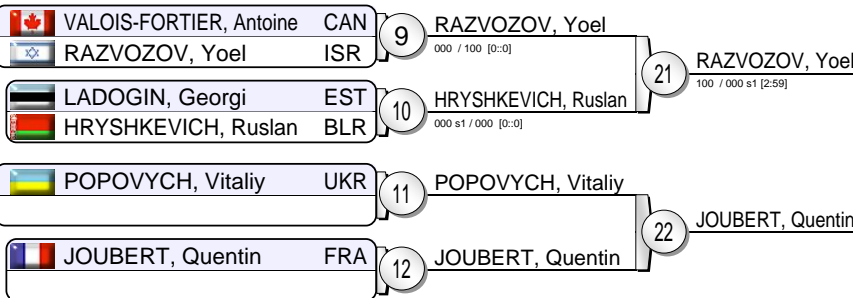 VALOIS-FORTIER, Antoine CAN
RAZVOZOV, Yoel ISR
9
RAZVOZOV, Yoel
000 / 100 [0::0]
LADOGIN, Georgi EST
HRYSHKEVICH, Ruslan BLR
10
HRYSHKEVICH, Ruslan
000 s1 / 000 [0::0]
21
RAZVOZOV, Yoel
100 / 000 s1 [2:59]
POPOVYCH, Vitaliy UKR
11
POPOVYCH, Vitaliy
JOUBERT, Quentin FRA
12
JOUBERT, Quentin
22
JOUBERT, Quentin